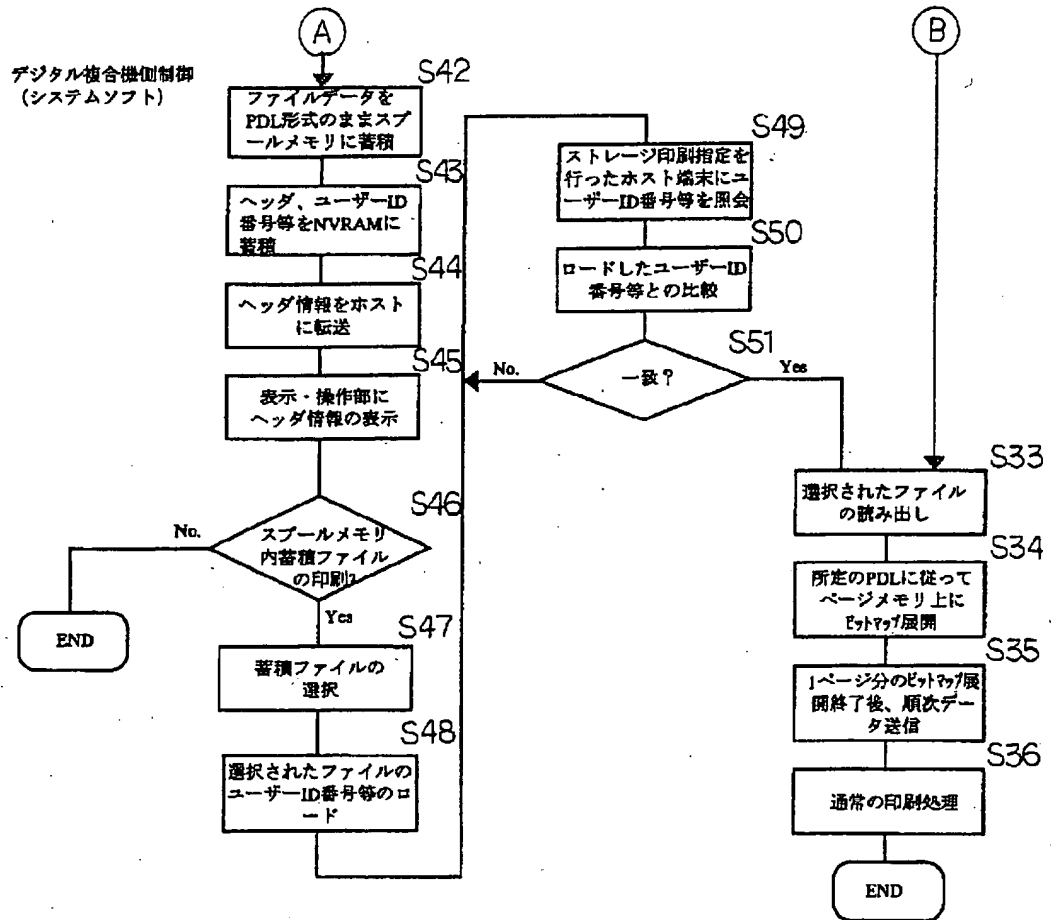 A
デジタル複合機側制御
(システムソフト)
S42
ファイルデータを
PDL形式のままスプ
ールメモリに蓄積
S43
ヘッダ、ユーザーID
番号等をNVRAMに
蓄積
S44
ヘッダ情報をホスト
に転送
S45
表示・操作部に
ヘッダ情報の表示
S46
スプールメモリ
内蓄積ファイル
の印刷?
No.
END
Yes
S47
蓄積ファイルの
選択
S48
選択されたファイルの
ユーザーID番号等のロ
ード
S49
ストレージ印刷指定を
行ったホスト端末にユ
ーザーID番号等を照会
S50
ロードしたユーザーID
番号等との比較
S51
一致?
No.
Yes
B
S33
選択されたファイル
の読み出し
S34
所定のPDLに従って
ページメモリ上に
ビットマップ展開
S35
1ページ分のビットマップ展
開終了後、順次デー
タ送信
S36
通常の印刷処理
END